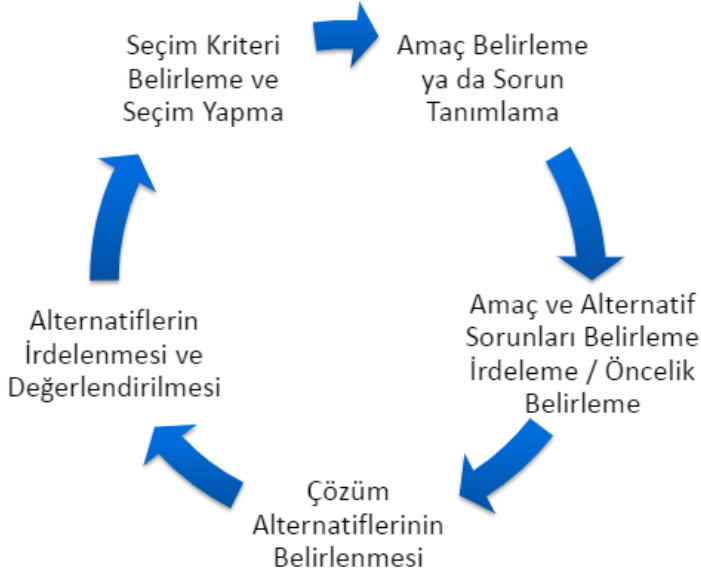 Seçim Kriteri
Belirleme ve
Seçim Yapma
Amaç Belirleme
ya da Sorun
Tanımlama
Amaç ve Alternatif
Sorunları Belirleme
İrdeleme / Öncelik
Belirleme
Çözüm
Alternatiflerinin
Belirlenmesi
Alternatiflerin
İrdelenmesi ve
Değerlendirilmesi